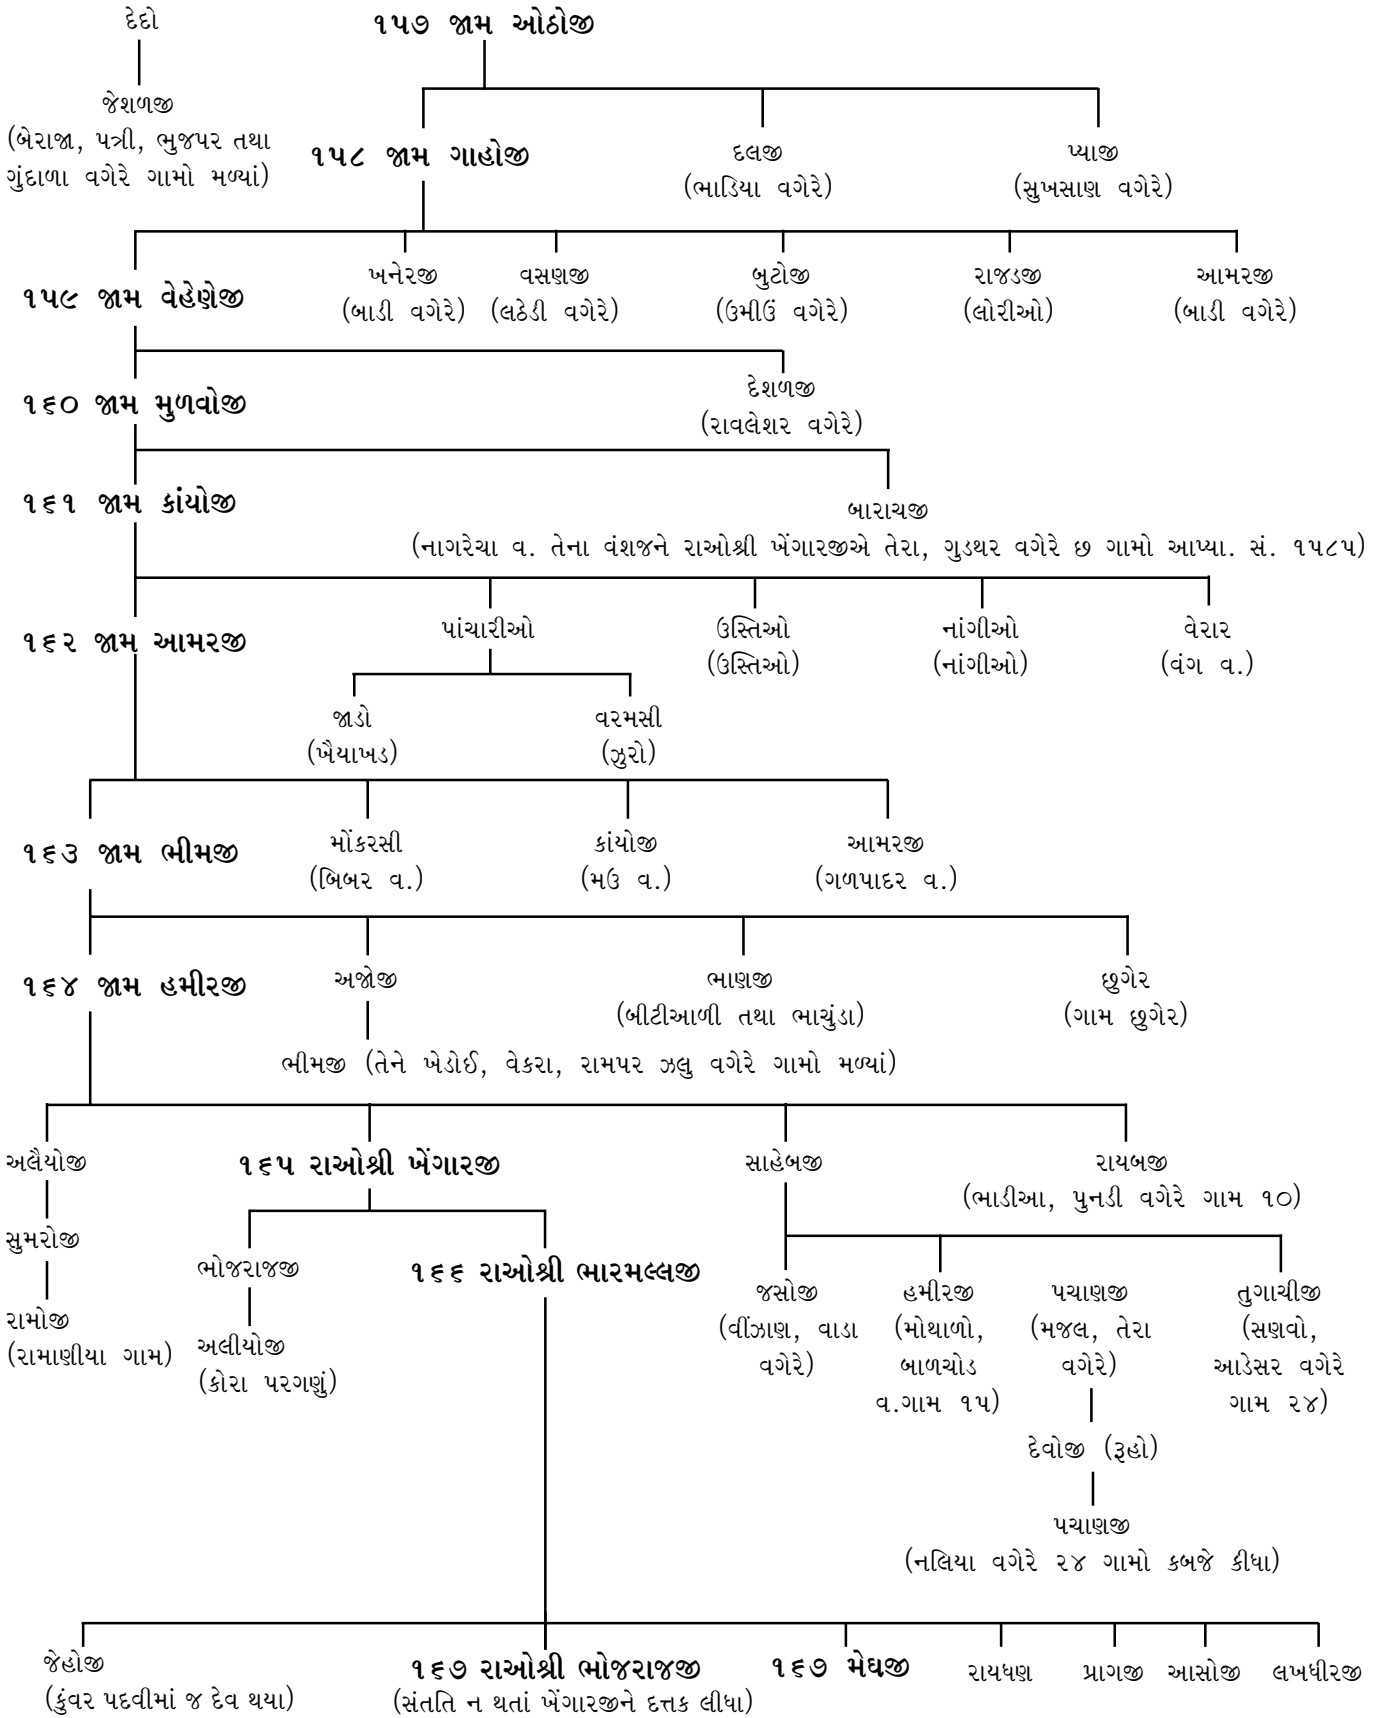 દેદો
૧૫૭ જામ ઓઠોજી
જેશળજી
(બેરાજા, પત્રી, ભુજપર તથા
ગુંદાળા વગેરે ગામો મળ્યાં)
૧૫૮ જામ ગાહોજી
દલજી
(ભાડિયા વગેરે)
પ્યાજી
(સુખસાણ વગેરે)
૧૫૯ જામ વેહેણેજી
ખનેરજી
(બાડી વગેરે)
વસણજી
(લઠેડી વગેરે)
બુટોજી
(ઉમીઉં વગેરે)
રાજડજી
(લોરીઓ)
આમરજી
(બાડી વગેરે)
૧૬૦ જામ મુળવોજી
દેશળજી
(રાવલેશર વગેરે)
૧૬૧ જામ કાંયોજી
બારાચજી
(નાગરેચા વ. તેના વંશજને રાઓશ્રી ખેંગારજીએ તેરા, ગુડથર વગેરે છ ગામો આપ્યા. સં. ૧૫૮૫)
૧૬૨ જામ આમરજી
પાંચારીઓ
ઉસ્તિઓ
(ઉસ્તિઓ)
નાંગીઓ
(નાંગીઓ)
વેરાર
(વંગ વ.)
જાડો
(ખૈયાખડ)
વરમસી
(ઝુરો)
૧૬૩ જામ ભીમજી
મોંકરસી
(બિબર વ.)
કાંયોજી
(મઉ વ.)
આમરજી
(ગળપાદર વ.)
૧૬૪ જામ હમીરજી
અજોજી
ભાણજી
(બીટીઆળી તથા ભાચુંડા)
છુગેર
(ગામ છુગેર)
ભીમજી (તેને ખેડોઈ, વેકરા, રામપર ઝલુ વગેરે ગામો મળ્યાં)
અલૈયોજી
૧૬૫ રાઓશ્રી ખેંગારજી
સાહેબજી
રાયબજી
(ભાડીઆ, પુનડી વગેરે ગામ ૧૦)
સુમરોજી
ભોજરાજજી
૧૬૬ રાઓશ્રી ભારમલ્લજી
જસોજી
(વીંઝાણ, વાડા
વગેરે)
હમીરજી
(મોથાળો,
બાળચોડ
વ.ગામ ૧૫)
પચાણજી
(મજલ, તેરા
વગેરે)
તુગાચીજી
(સણવો,
આડેસર વગેરે
ગામ ૨૪)
રામોજી
(રામાણીયા ગામ)
અલીયોજી
(કોરા પરગણું)
દેવોજી (રૂહો)
પચાણજી
(નલિયા વગેરે ૨૪ ગામો કબજે કીધા)
જેહોજી
(કુંવર પદવીમાં જ દેવ થયા)
૧૬૭ રાઓશ્રી ભોજરાજજી
(સંતતિ ન થતાં ખેંગારજીને દત્તક લીધા)
૧૬૭ મેઘજી
રાયધણ
પ્રાગજી
આસોજી
લખધીરજી